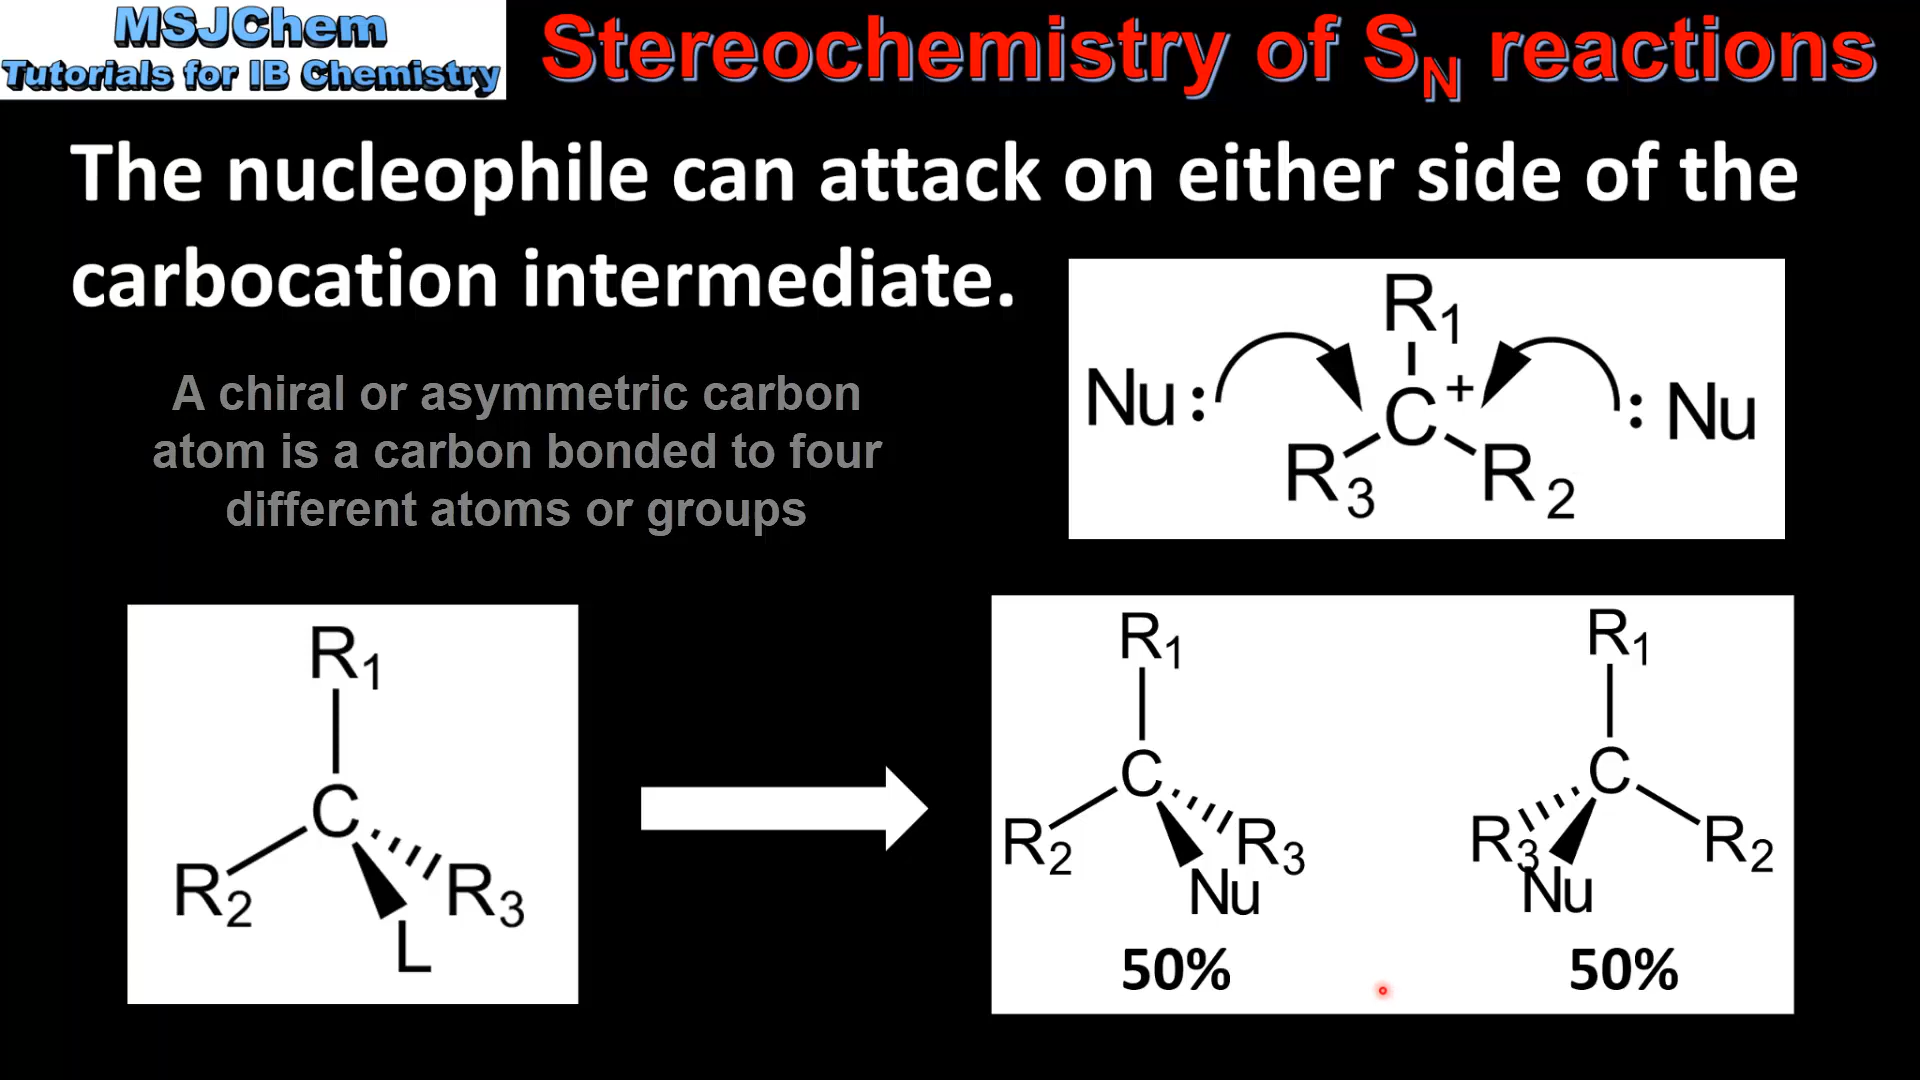 MSJChem
Tutorials for IB Chemistry
Stereochemistry of SN reactions
The nucleophile can attack on either side of the
carbocation intermediate.
A chiral or asymmetric carbon
atom is a carbon bonded to four
different atoms or groups
R1
Nu: C+ :Nu
R3 R2
R1
C
R2 R3
L
R1
C
R2 R3
Nu
50%
R1
C
R3 R2
Nu
50%